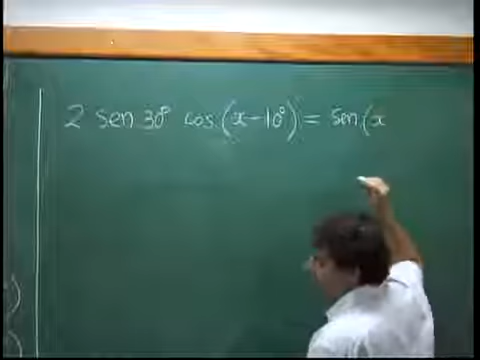 2 sen 30° cos (x-10°) = sen (x